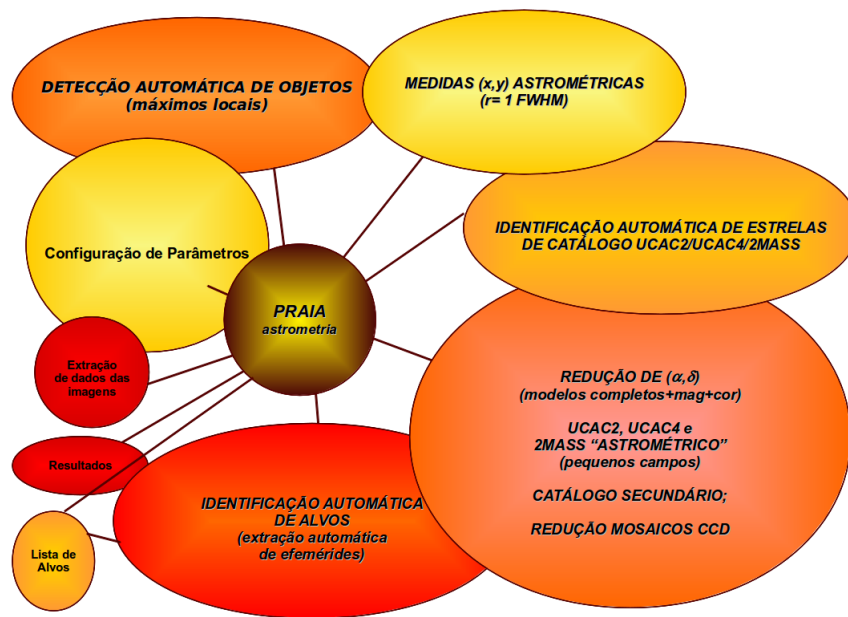 DETECÇÃO AUTOMÁTICA DE OBJETOS
(máximos locais)
MEDIDAS (x,y) ASTROMÉTRICAS
(r= 1 FWHM)
IDENTIFICAÇÃO AUTOMÁTICA DE ESTRELAS
DE CATÁLOGO UCAC2/UCAC4/2MASS
Configuração de Parâmetros
PRAIA
astrometria
Extração
de dados das
imagens
REDUÇÃO DE (α,δ)
(modelos completos+mag+cor)
UCAC2, UCAC4 e
2MASS “ASTROMÉTRICO”
(pequenos campos)
CATÁLOGO SECUNDÁRIO;
REDUÇÃO MOSAICOS CCD
Resultados
IDENTIFICAÇÃO AUTOMÁTICA
DE ALVOS
(extração automática
de efemérides)
Lista de
Alvos